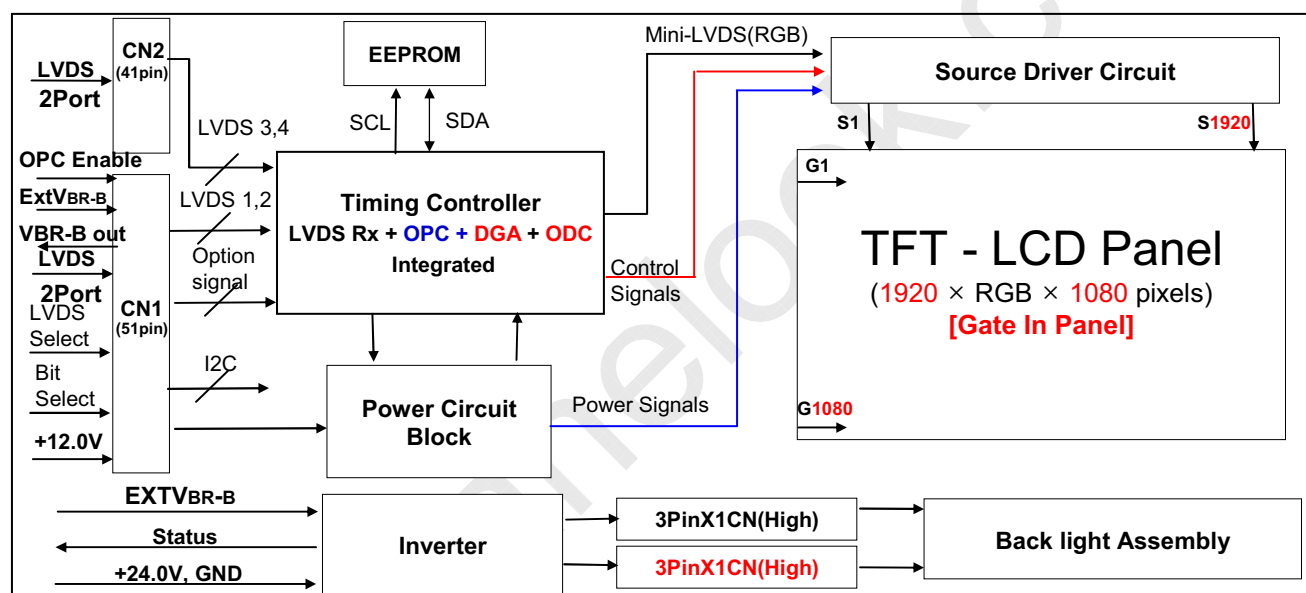 CN2
(41pin)
LVDS
2Port
EEPROM
Mini-LVDS(RGB)
Source Driver Circuit
LVDS 3,4
SCL
SDA
S1
S1920
OPC Enable
ExtVBR-B
VBR-B out
LVDS
2Port
LVDS
Select
Bit
Select
+12.0V
CN1
(51pin)
LVDS 1,2
Option
signal
I2C
Timing Controller
LVDS Rx + OPC + DGA + ODC
Integrated
Control
Signals
G1
TFT - LCD Panel
(1920 × RGB × 1080 pixels)
[Gate In Panel]
G1080
Power Circuit
Block
Power Signals
EXTVBR-B
Status
+24.0V, GND
Inverter
3PinX1CN(High)
3PinX1CN(High)
Back light Assembly